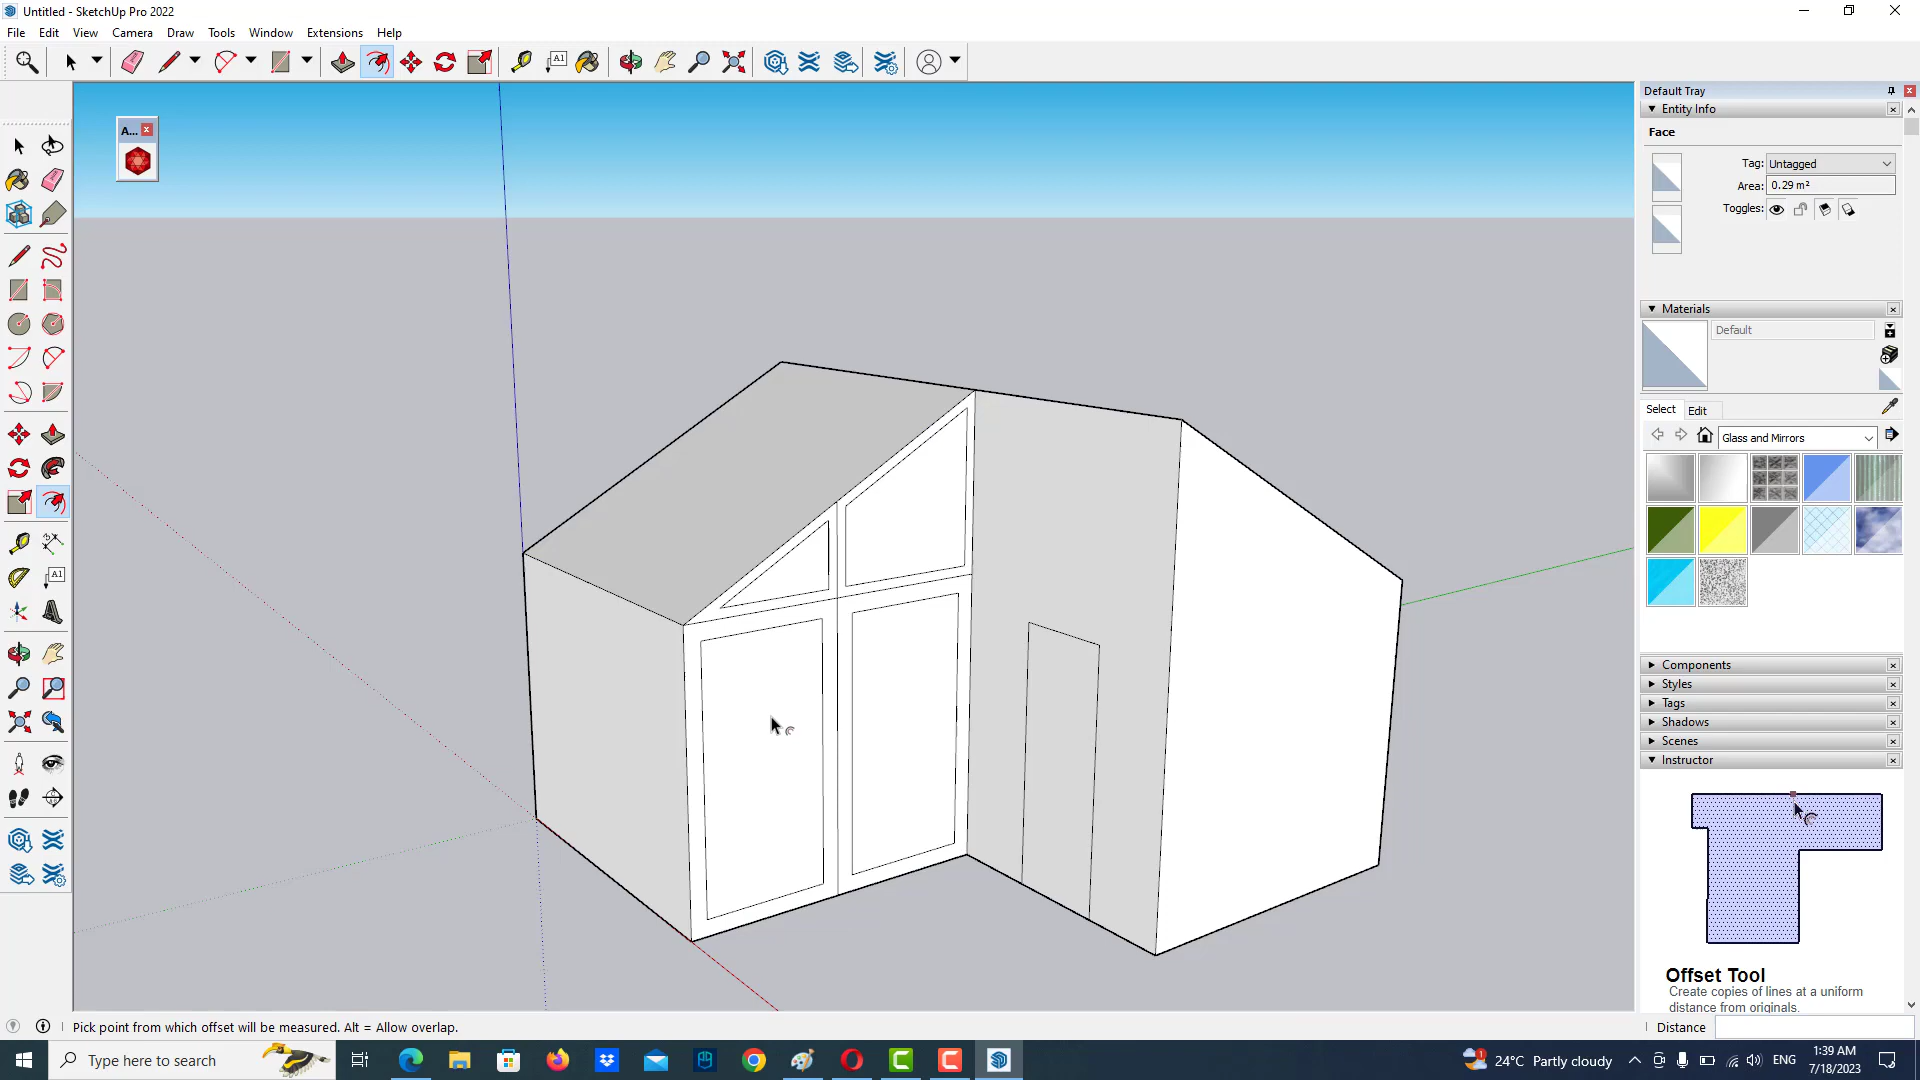 Untitled - SketchUp Pro 2022
File Edit View Camera Draw Tools Window Extensions Help
A1
Default Tray
A...
Entity Info
Face
Tag: Untagged
Area: 0.29 m²
Toggles:
Materials
Default
Select Edit
Glass and Mirrors
A1
Components
Styles
Tags
Shadows
Scenes
Instructor
Offset Tool
Create copies of lines at a uniform
distance from originals.
Pick point from which offset will be measured. Alt = Allow overlap.
Distance
Type here to search
1
24°C Partly cloudy
ENG
1:39 AM
7/18/2023